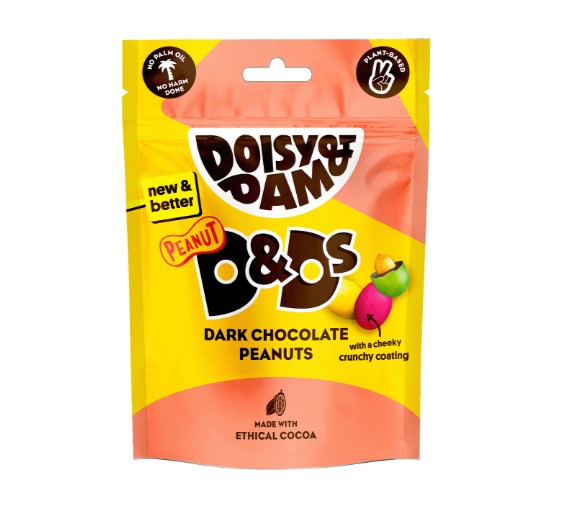 NO PALM OIL
NO HARM
DONE
PLANT-BASED
DOISY&
DAM
new &
better
PEANUT
D&Ds
DARK CHOCOLATE
PEANUTS
with a cheeky
crunchy coating
MADE WITH
ETHICAL COCOA